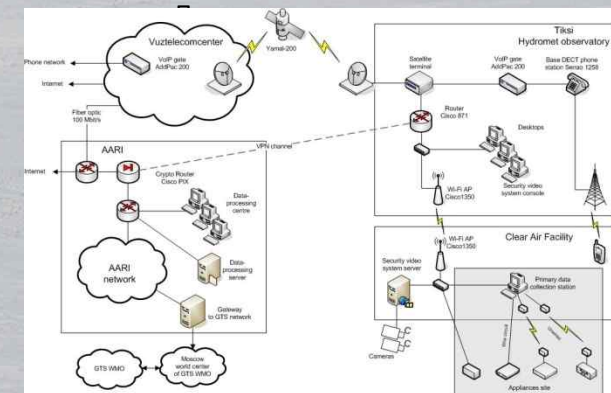 Vuztelecomcenter
Phone network
VoIP gate
AddPac 200
Internet
Yamal-200
Fiber optic
100 Mbit/s
Tiksi
Hydromet observatory
Satellite
terminal
VoIP gate
AddPac 200
Base DECT phone
station Senao 1258
Router
Cisco 871
Desktops
Security video
system console
Wi-Fi AP
Cisco1350
VPN channel
AARI
Internet
Crypto Router
Cisco PIX
Data-
processing
centre
Data-
processing
server
AARI
network
Gateway
to GTS network
GTS WMO
Moscow
world center
of GTS WMO
Wi-Fi AP
Cisco1350
Clear Air Facility
Security video
system server
Primary data
collection station
Cameras
Appliances site